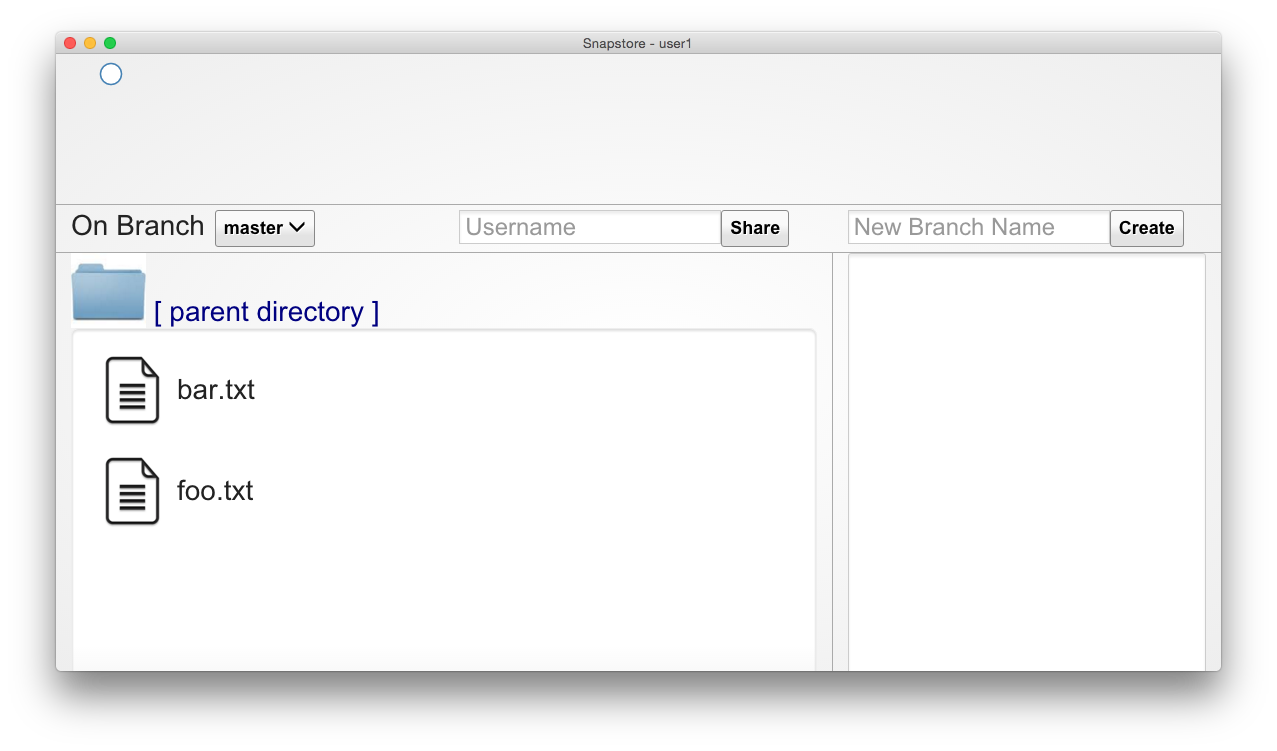 Snapstore - user1
On Branch master Username Share New Branch Name Create
[ parent directory ]
bar.txt
foo.txt